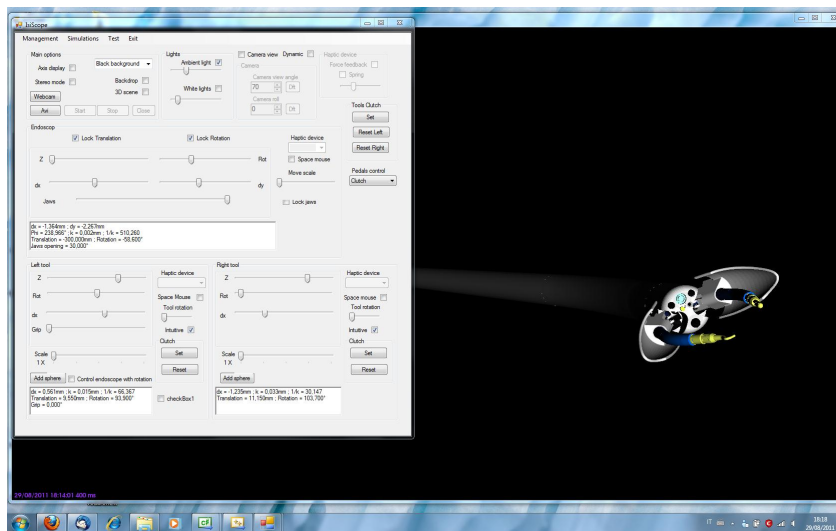 IsiScope
Management Simulations Test Exit
Main options
Axis display
Back background
Stereo mode
Backdrop
3D scene
Webcam
Avi Start Stop Close
Lights
Ambient light
White lights
Camera view Dynamic
Camera
Camera view angle
70 Dft
Camera roll
0 Dft
Haptic device
Force feedback
Spring
Tools Clutch
Set
Reset Left
Reset Right
Pedals control
Clutch
Endoscop
Lock Translation Lock Rotation
Haptic device
Z Rot
Space mouse
Move scale
dx dy
Jaws
Lock jaws
dx = -1,364mm ; dy = -2,267mm
Phi = 238,966° ; k = 0,002mm ; 1/k = 510,260
Translation = -300,000mm ; Rotation = -58,600°
Jaws opening = 30,000°
Left tool
Z
Haptic device
Rot
Space Mouse
Tool rotation
dx
Grip
Intuitive
Clutch
Scale
1 X
Set
Reset
Add sphere Control endoscope with rotation
dx = 0,561mm ; k = 0,015mm ; 1/k = 66,367
Translation = 9,550mm ; Rotation = 93,900°
Grip = 0,000°
checkBox1
Right tool
Z
Haptic device
Rot
Space mouse
Tool rotation
dx
Intuitive
Clutch
Scale
1 X
Set
Reset
Add sphere
dx = -1,235mm ; k = 0,033mm ; 1/k = 30,147
Translation = 11,150mm ; Rotation = 103,700°
29/08/2011 18:14:01 400 ms
IT
18:18
29/08/2011